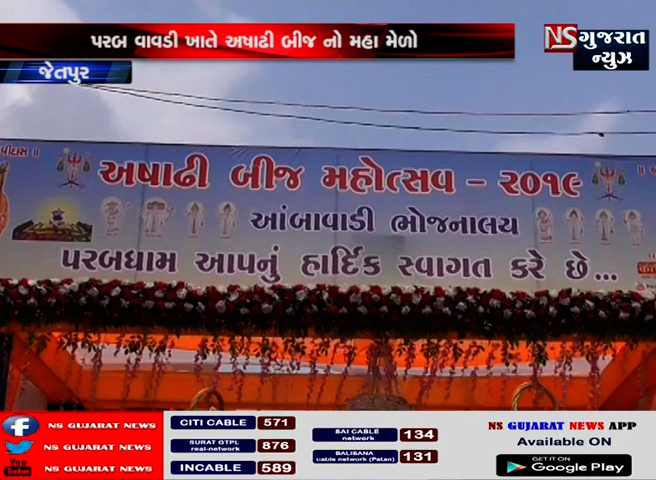 પરબ વાવડી ખાતે અષાઢી બીજ નો મહા મેળો
NS ગુજરાત
ન્યુઝ
જેતપુર
અષાઢી બીજ મહોત્સવ - ૨૦૧૯
આંબાવાડી ભોજનાલય
પરબધામ આપનું હાર્દિક સ્વાગત કરે છે...
NS GUJARAT NEWS
NS GUJARAT NEWS
NS GUJARAT NEWS
CITI CABLE 571
SURAT GTPL
real-network 876
INCABLE 589
SAI CABLE
network 134
BALISANA
cable network (Patan) 131
NS GUJARAT NEWS APP
Available ON
GET IT ON
Google Play
You
Tube